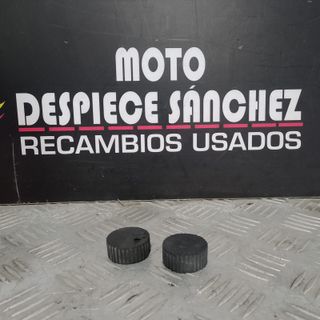 MOTO
DESPIECE SÁNCHEZ
RECAMBIOS USADOS